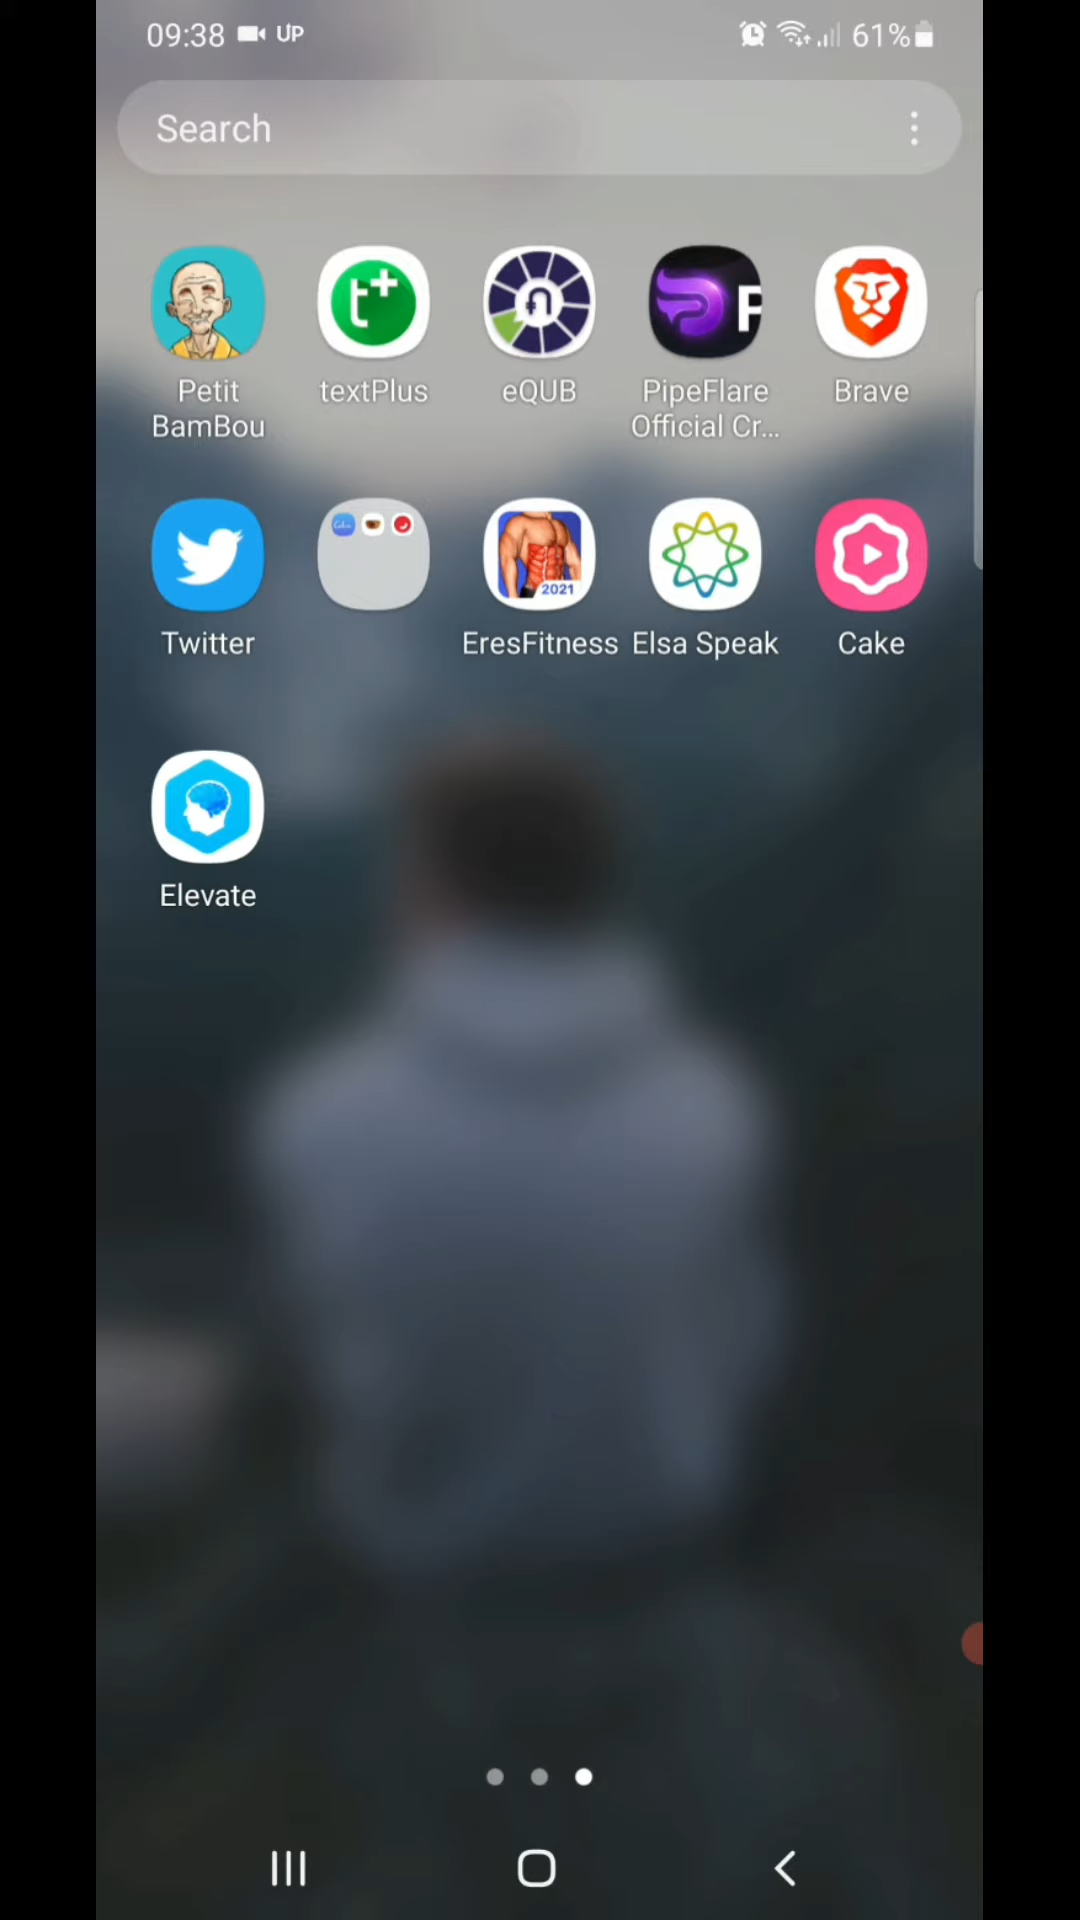 09:38 UP 61%
Search
Petit
BamBou
textPlus
eQUB
PipeFlare
Official Cr...
Brave
Twitter
2021
EresFitness
Elsa Speak
Cake
Elevate